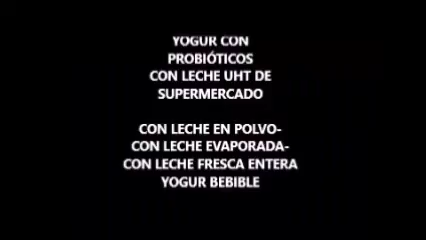 YOGUR CON
PROBIÓTICOS
CON LECHE UHT DE
SUPERMERCADO
CON LECHE EN POLVO-
CON LECHE EVAPORADA-
CON LECHE FRESCA ENTERA
YOGUR BEBIBLE